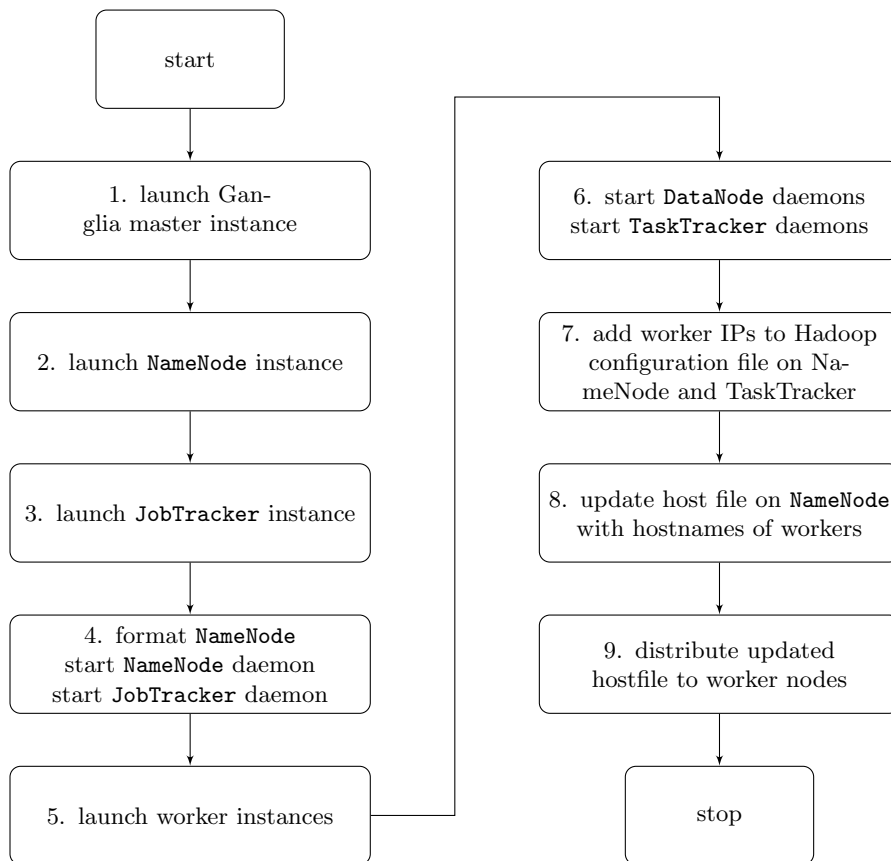 start
1. launch Gan-
glia master instance
2. launch NameNode instance
3. launch JobTracker instance
4. format NameNode
start NameNode daemon
start JobTracker daemon
5. launch worker instances
6. start DataNode daemons
start TaskTracker daemons
7. add worker IPs to Hadoop
configuration file on Na-
meNode and TaskTracker
8. update host file on NameNode
with hostnames of workers
9. distribute updated
hostfile to worker nodes
stop